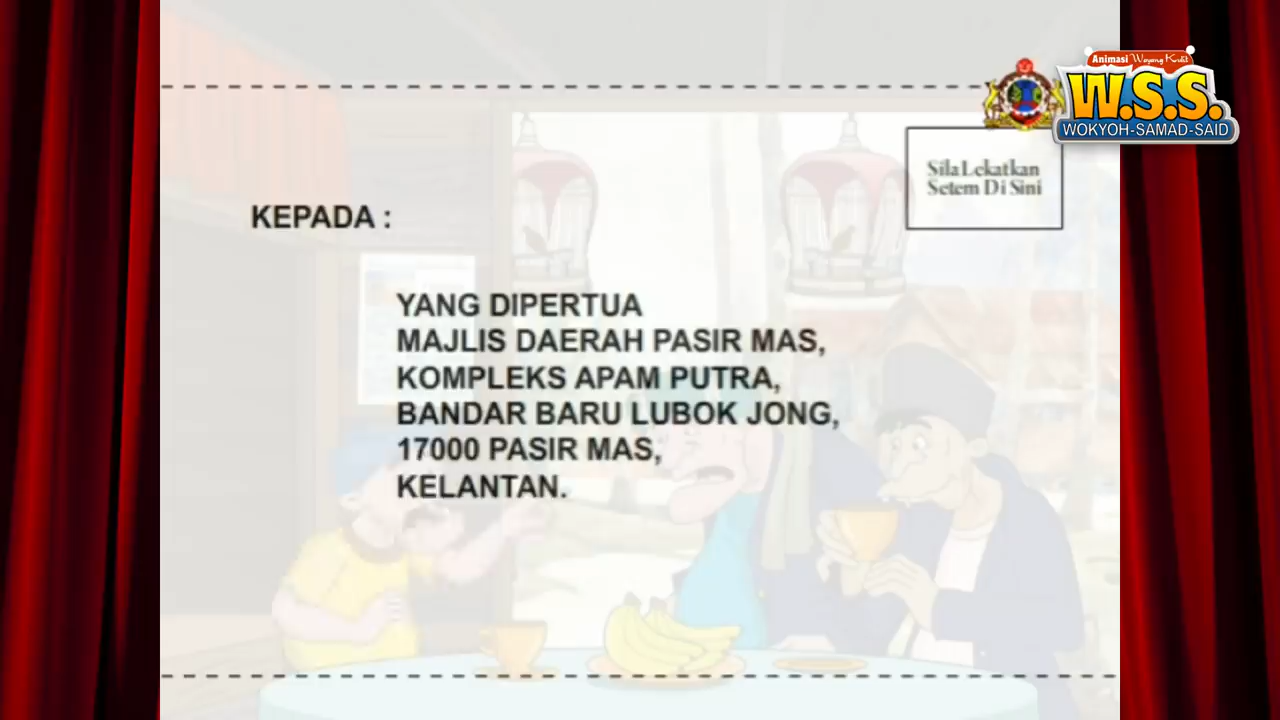 Animasi Wayang Kulit
W.S.S.
WOKYOH-SAMAD-SAID
Sila Lekatkan
Setem Di Sini
KEPADA :
YANG DIPERTUA
MAJLIS DAERAH PASIR MAS,
KOMPLEKS APAM PUTRA,
BANDAR BARU LUBOK JONG,
17000 PASIR MAS,
KELANTAN.